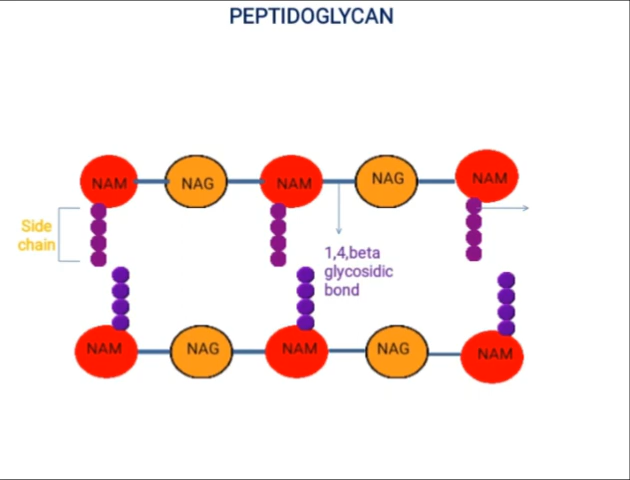 PEPTIDOGLYCAN
NAM
NAG
NAM
NAG
NAM
Side
chain
1,4,beta
glycosidic
bond
NAM
NAG
NAM
NAG
NAM